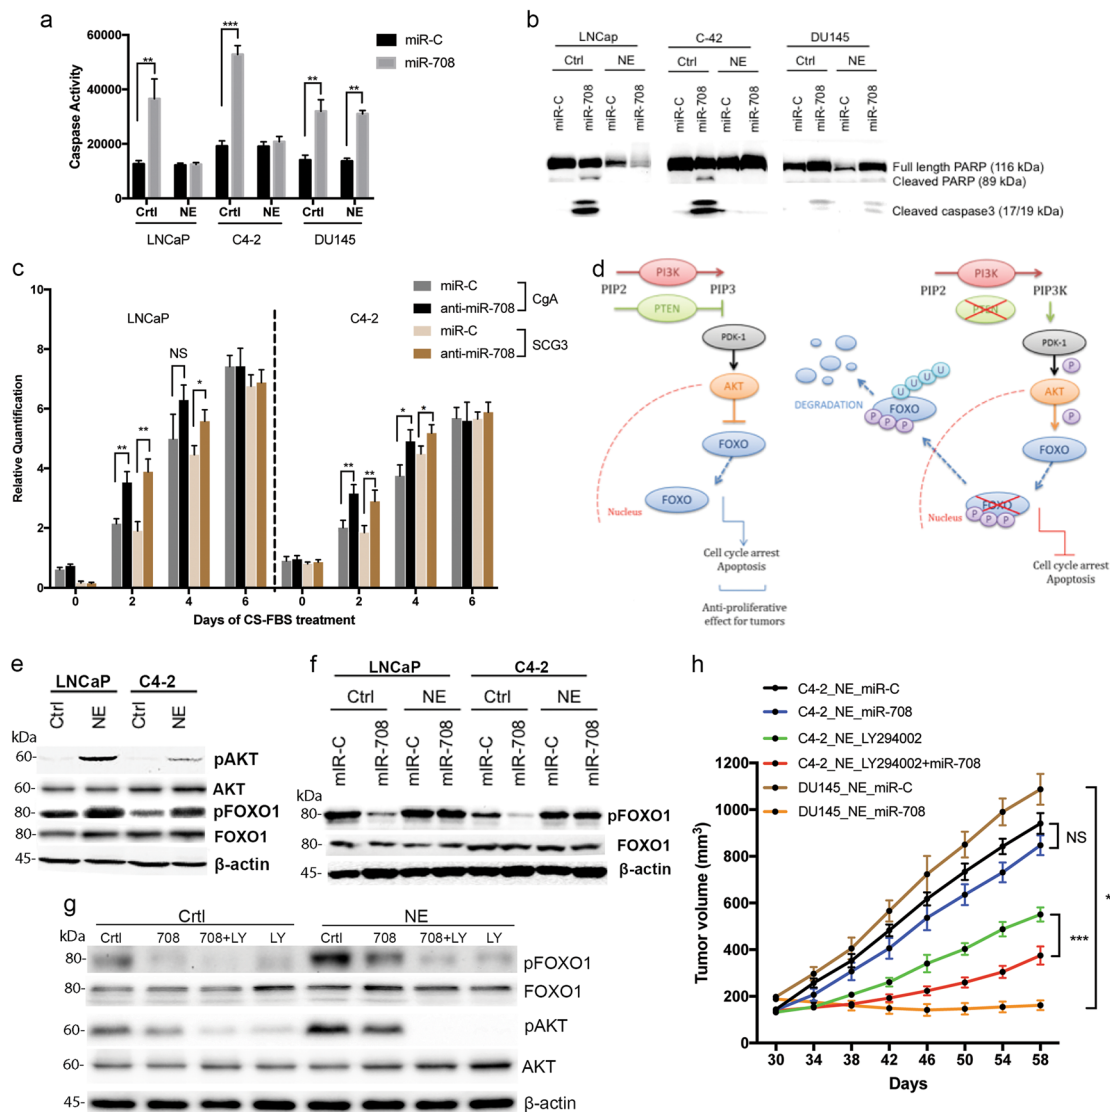 a
60000
40000
20000
0
Caspase Activity
**
***
**
**
miR-C
miR-708
Crtl NE Crtl NE Crtl NE
LNCaP C4-2 DU145
b
LNCap C-42 DU145
Ctrl NE Ctrl NE Ctrl NE
miR-C miR-708 miR-C miR-708 miR-C miR-708 miR-C miR-708 miR-C miR-708 miR-C miR-708
Full length PARP (116 kDa)
Cleaved PARP (89 kDa)
Cleaved caspase3 (17/19 kDa)
c
10
8
6
4
2
0
Relative Quantification
LNCaP C4-2
miR-C
anti-miR-708
CgA
miR-C
anti-miR-708
SCG3
** ** NS * ** ** * *
0 2 4 6 0 2 4 6
Days of CS-FBS treatment
d
PI3K
PIP2 PIP3
PTEN
PDK-1
AKT
FOXO
FOXO
Nucleus
Cell cycle arrest
Apoptosis
Anti-proliferative
effect for tumors
PI3K
PIP2 PIP3K
PTEN
PDK-1
P
AKT
P
FOXO
U U U U
FOXO
P P P
DEGRADATION
FOXO
P P P
Nucleus
Cell cycle arrest
Apoptosis
e
LNCaP C4-2
Ctrl NE Ctrl NE
kDa
60- pAKT
60- AKT
80- pFOXO1
80- FOXO1
45- β-actin
f
LNCaP C4-2
Ctrl NE Ctrl NE
mIR-C mIR-708 mIR-C mIR-708 mIR-C mIR-708 mIR-C mIR-708
kDa
80- pFOXO1
80- FOXO1
45- β-actin
g
Crtl NE
kDa
Crtl 708 708+LY LY Crtl 708 708+LY LY
80- pFOXO1
80- FOXO1
60- pAKT
60- AKT
45- β-actin
h
C4-2_NE_miR-C
C4-2_NE_miR-708
C4-2_NE_LY294002
C4-2_NE_LY294002+miR-708
DU145_NE_miR-C
DU145_NE_miR-708
1200
1000
800
600
400
200
0
Tumor volume (mm³)
NS
***
*
30 34 38 42 46 50 54 58
Days